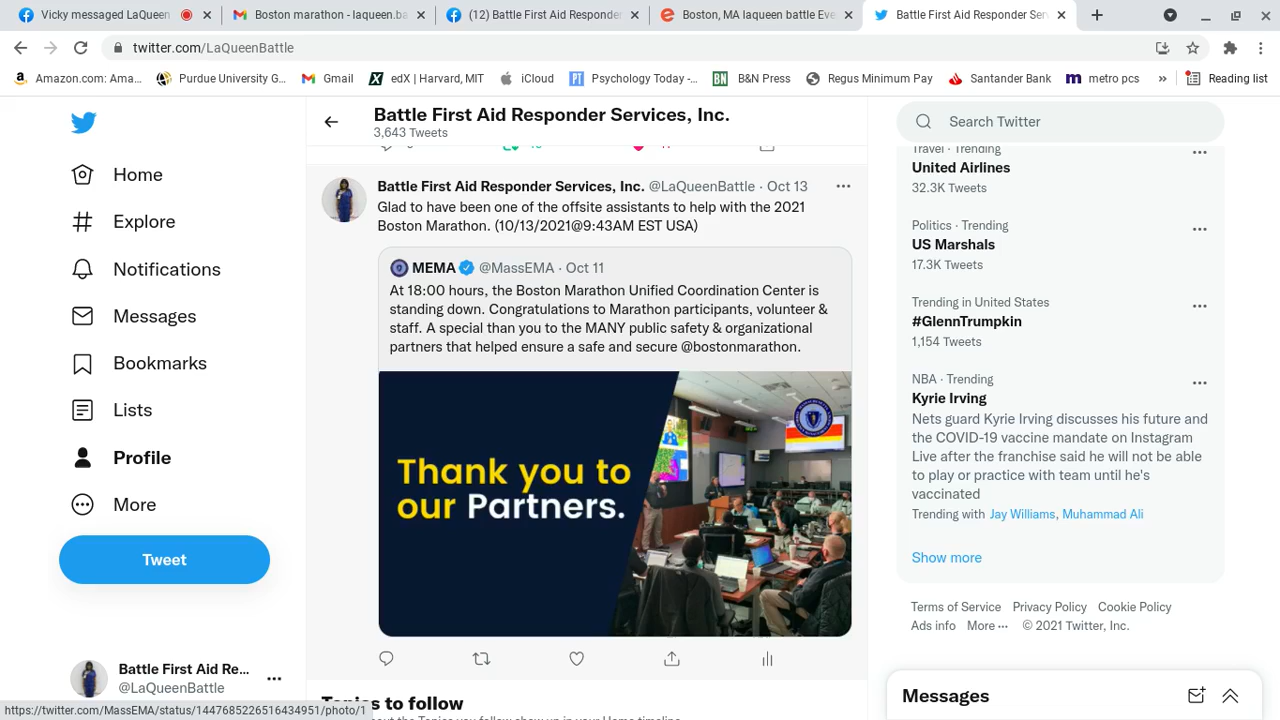 Vicky messaged LaQueen
Boston marathon - laqueen.ba
(12) Battle First Aid Responder
Boston, MA laqueen battle Eve
Battle First Aid Responder Ser
twitter.com/LaQueenBattle
Amazon.com: Ama...
Purdue University G...
Gmail
edX | Harvard, MIT
iCloud
Psychology Today -...
B&N Press
Regus Minimum Pay
Santander Bank
metro pcs
»
Reading list
Home
Explore
Notifications
Messages
Bookmarks
Lists
Profile
More
Tweet
Battle First Aid Re...
@LaQueenBattle
https://twitter.com/MassEMA/status/1447685226516434951/photo/1
Battle First Aid Responder Services, Inc.
3,643 Tweets
Battle First Aid Responder Services, Inc. @LaQueenBattle · Oct 13
Glad to have been one of the offsite assistants to help with the 2021
Boston Marathon. (10/13/2021@9:43AM EST USA)
MEMA @MassEMA · Oct 11
At 18:00 hours, the Boston Marathon Unified Coordination Center is
standing down. Congratulations to Marathon participants, volunteer &
staff. A special than you to the MANY public safety & organizational
partners that helped ensure a safe and secure @bostonmarathon.
Thank you to
our Partners.
Topics to follow
about the Topics you follow show up in your Home timeline
Search Twitter
Travel · Trending
United Airlines
32.3K Tweets
Politics · Trending
US Marshals
17.3K Tweets
Trending in United States
#GlennTrumpkin
1,154 Tweets
NBA · Trending
Kyrie Irving
Nets guard Kyrie Irving discusses his future and
the COVID-19 vaccine mandate on Instagram
Live after the franchise said he will not be able
to play or practice with team until he's
vaccinated
Trending with Jay Williams, Muhammad Ali
Show more
Terms of Service Privacy Policy Cookie Policy
Ads info More ··· © 2021 Twitter, Inc.
Messages